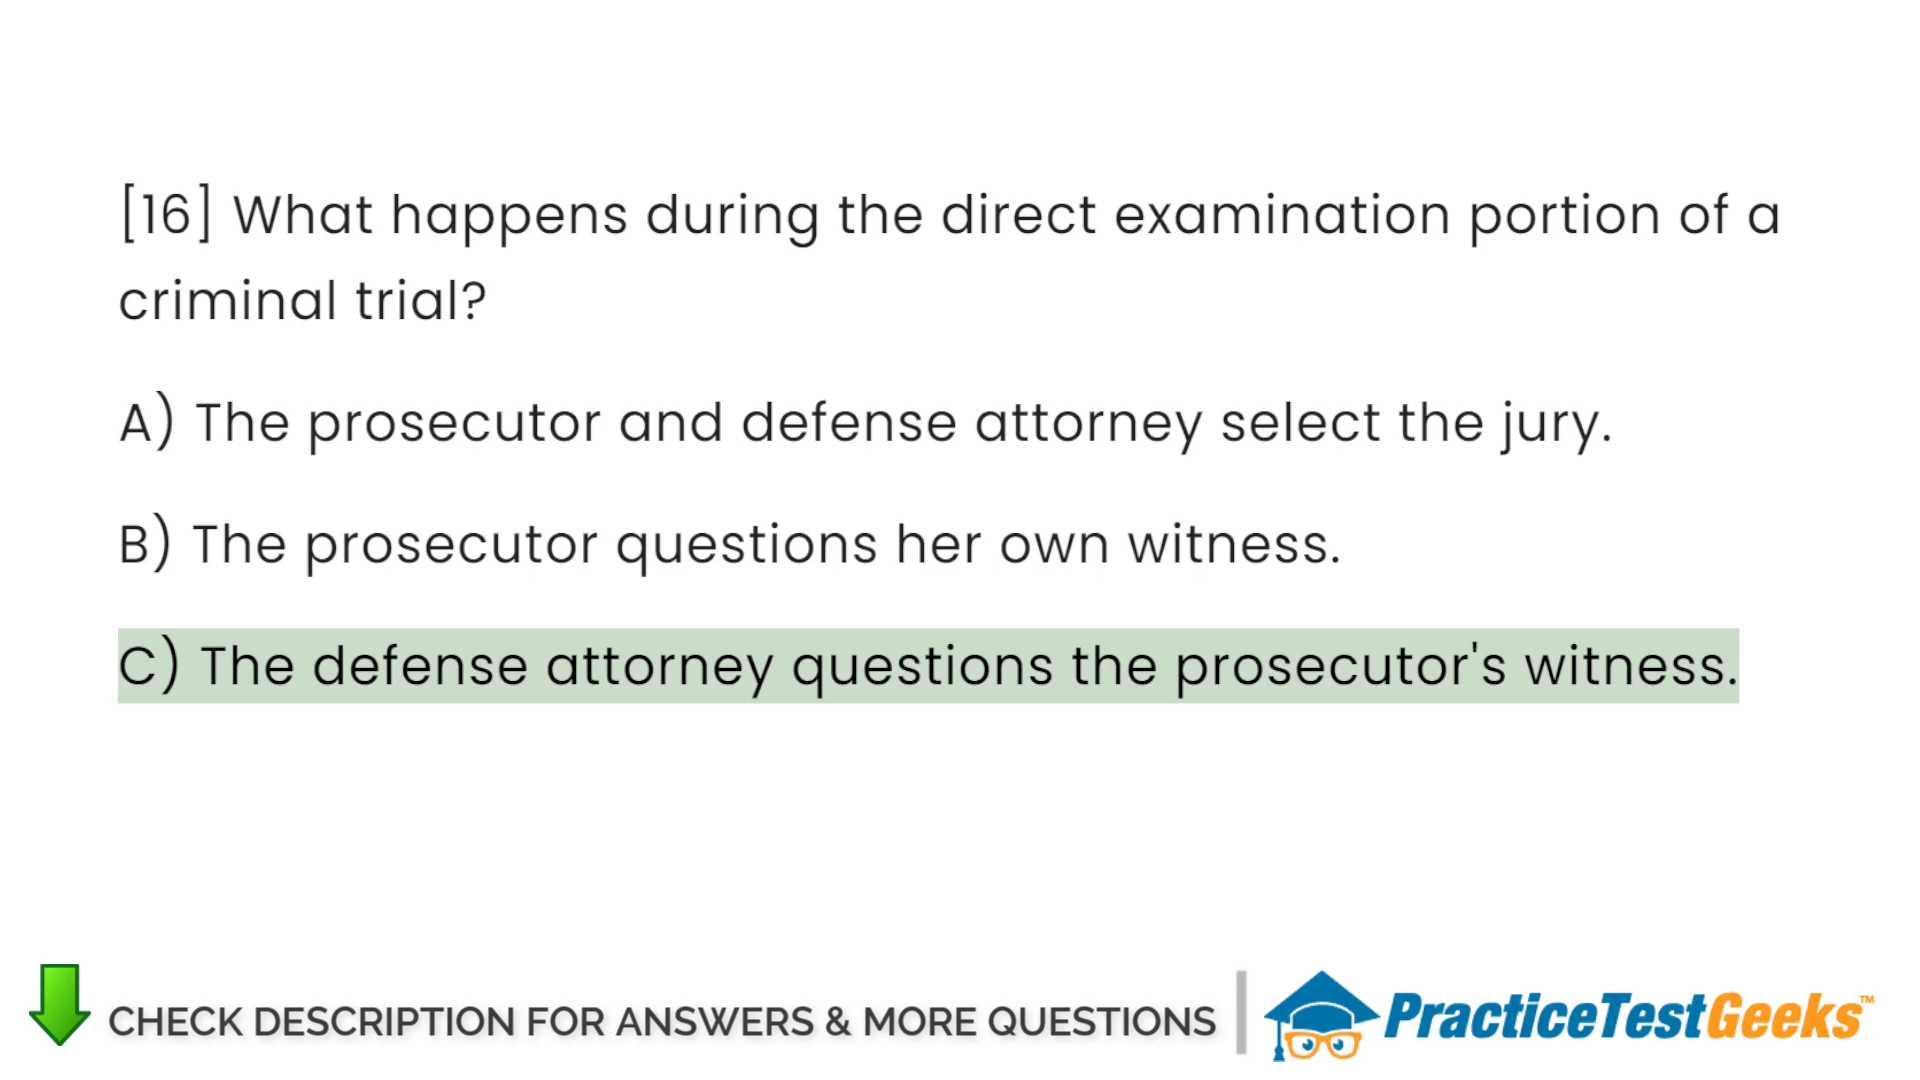 [16] What happens during the direct examination portion of a
criminal trial?
A) The prosecutor and defense attorney select the jury.
B) The prosecutor questions her own witness.
C) The defense attorney questions the prosecutor's witness.
CHECK DESCRIPTION FOR ANSWERS & MORE QUESTIONS
PracticeTestGeeks™